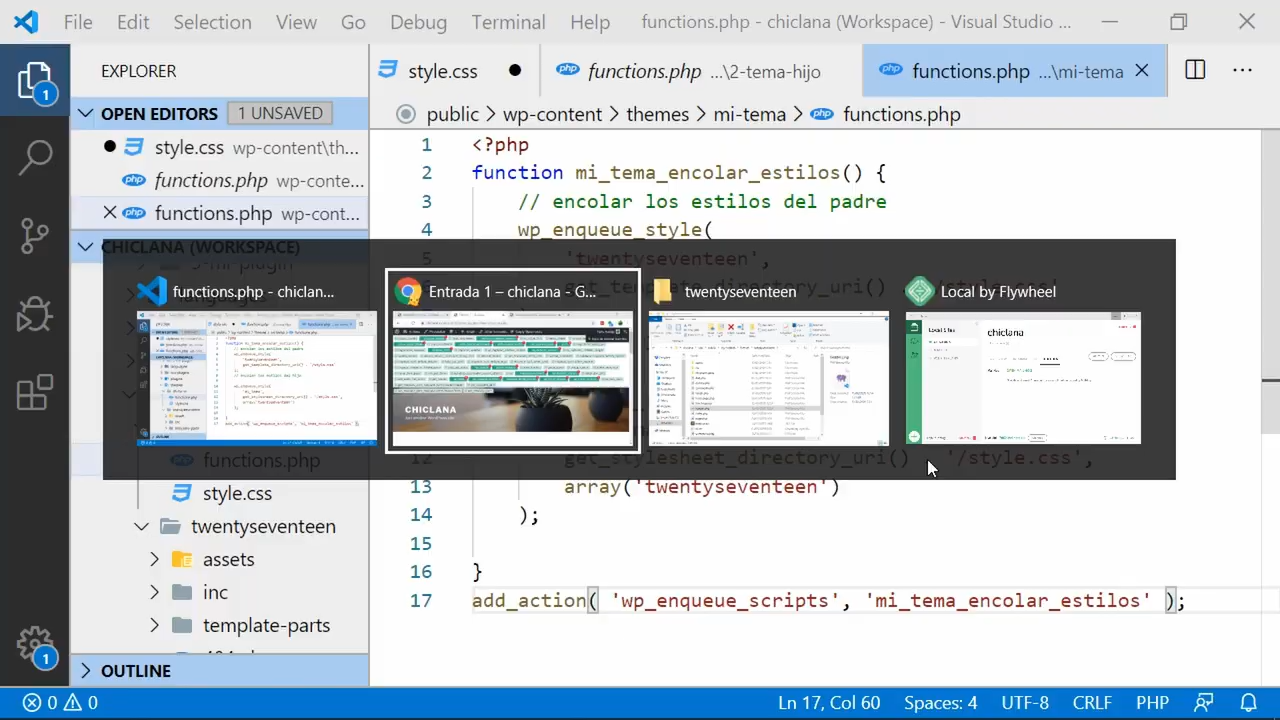 File Edit Selection View Go Debug Terminal Help functions.php - chiclana (Workspace) - Visual Studio ...
EXPLORER
style.css functions.php ...\2-tema-hijo functions.php ...\mi-tema
OPEN EDITORS 1 UNSAVED
style.css wp-content\th...
functions.php wp-conte...
functions.php wp-cont...
CHICLANA (WORKSPACE)
public > wp-content > themes > mi-tema > functions.php
1 <?php
2 function mi_tema_encolar_estilos() {
3 // encolar los estilos del padre
4 wp_enqueue_style(
5 'twentyseventeen',
functions.php - chiclan...
Entrada 1 – chiclana - G...
twentyseventeen
Local by Flywheel
chiclana
CHICLANA
12 get_stylesheet_directory_uri() '/style.css',
13 array('twentyseventeen')
14 );
15
16 }
17 add_action( 'wp_enqueue_scripts', 'mi_tema_encolar_estilos' );
functions.php
style.css
twentyseventeen
assets
inc
template-parts
OUTLINE
1
1
0 0 Ln 17, Col 60 Spaces: 4 UTF-8 CRLF PHP